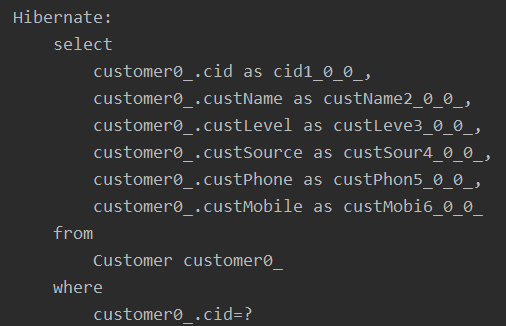 Hibernate:
select
customer0_.cid as cid1_0_0_,
customer0_.custName as custName2_0_0_,
customer0_.custLevel as custLeve3_0_0_,
customer0_.custSource as custSour4_0_0_,
customer0_.custPhone as custPhon5_0_0_,
customer0_.custMobile as custMobi6_0_0_
from
Customer customer0_
where
customer0_.cid=?